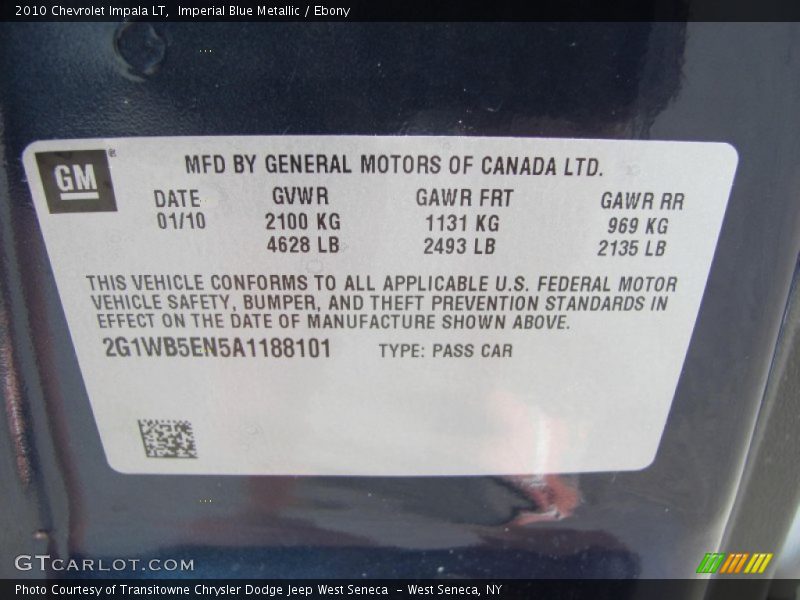 2010 Chevrolet Impala LT,  Imperial Blue Metallic / Ebony
GM®
MFD BY GENERAL MOTORS OF CANADA LTD.
DATE GVWR GAWR FRT GAWR RR
01/10 2100 KG 1131 KG 969 KG
4628 LB 2493 LB 2135 LB
THIS VEHICLE CONFORMS TO ALL APPLICABLE U.S. FEDERAL MOTOR
VEHICLE SAFETY, BUMPER, AND THEFT PREVENTION STANDARDS IN
EFFECT ON THE DATE OF MANUFACTURE SHOWN ABOVE.
2G1WB5EN5A1188101 TYPE: PASS CAR
GTCARLOT.COM
Photo Courtesy of Transitowne Chrysler Dodge Jeep West Seneca  - West Seneca, NY